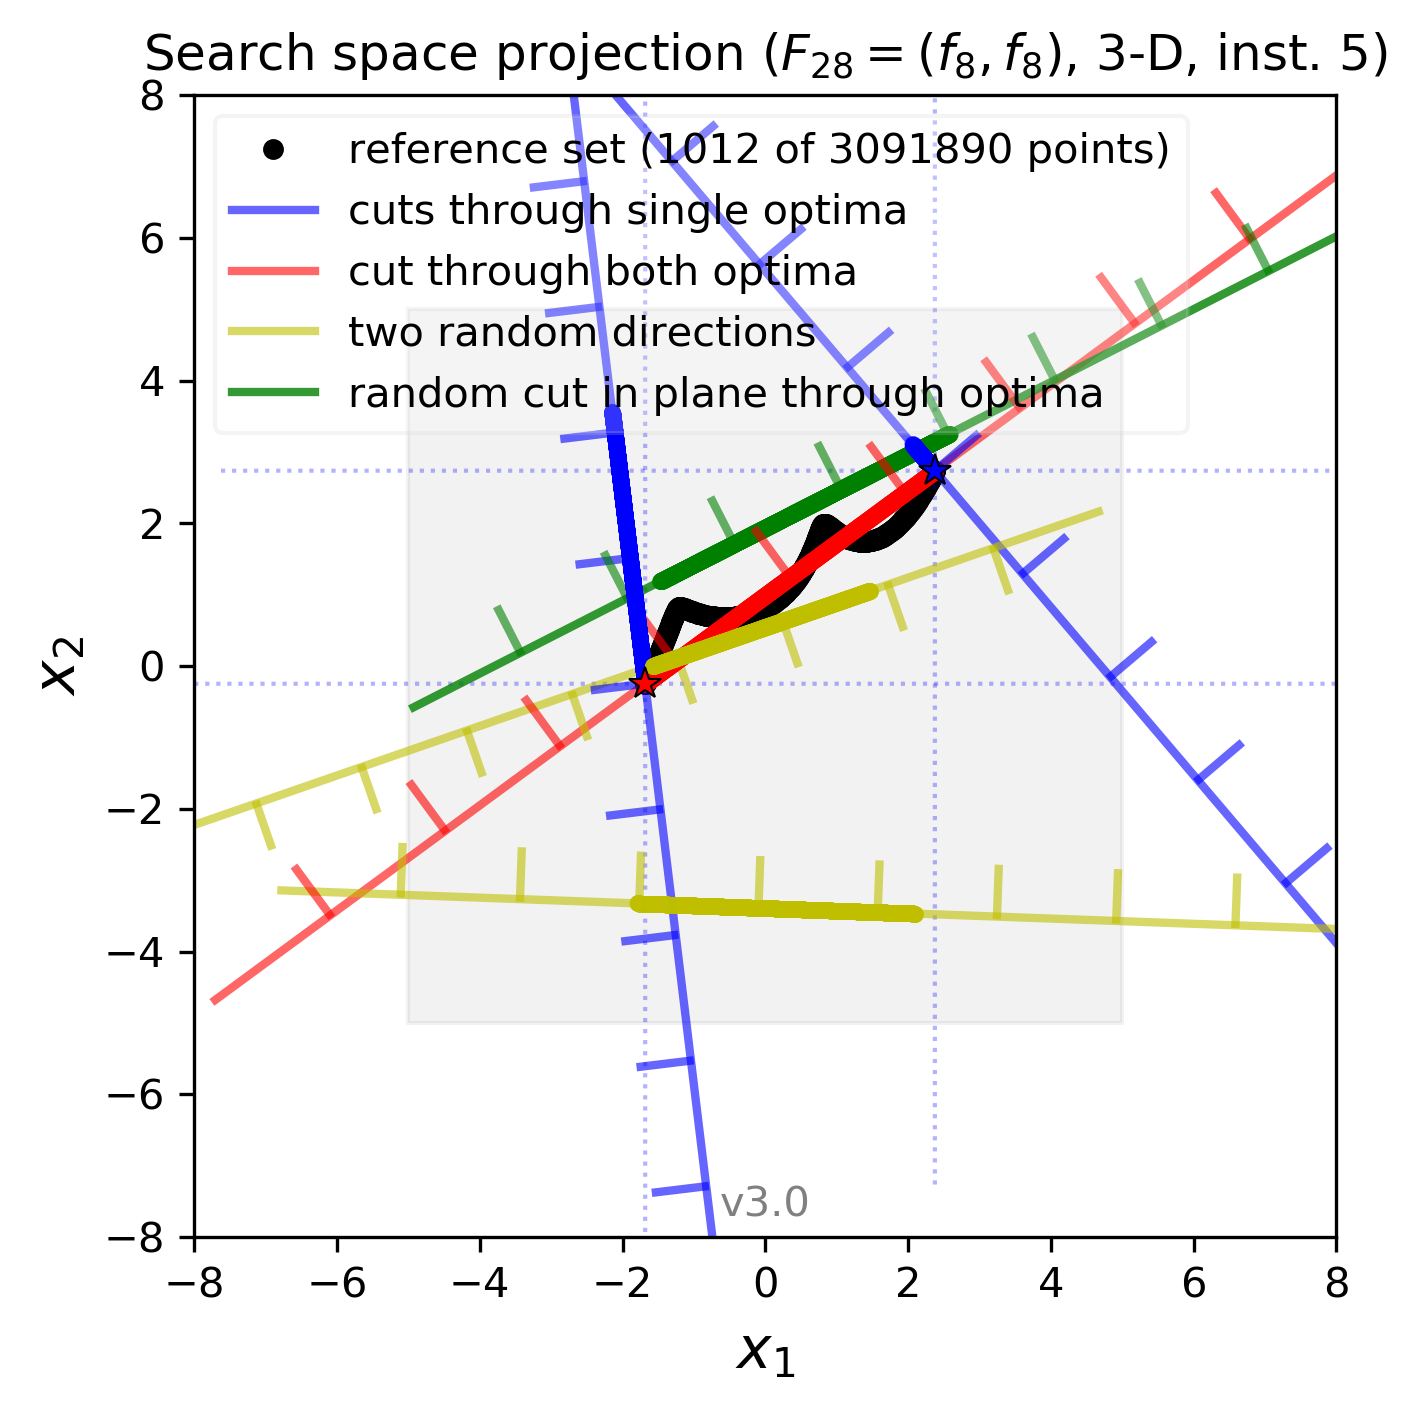 Search space projection (F28 = (f8, f8), 3-D, inst. 5)
8
6
4
2
0
−2
−4
−6
−8
x2
reference set (1012 of 3091890 points)
cuts through single optima
cut through both optima
two random directions
random cut in plane through optima
v3.0
−8 −6 −4 −2 0 2 4 6 8
x1